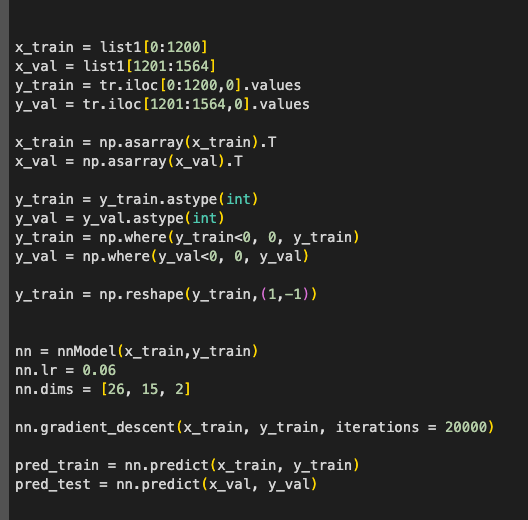 x_train = list1[0:1200]
x_val = list1[1201:1564]
y_train = tr.iloc[0:1200,0].values
y_val = tr.iloc[1201:1564,0].values
x_train = np.asarray(x_train).T
x_val = np.asarray(x_val).T
y_train = y_train.astype(int)
y_val = y_val.astype(int)
y_train = np.where(y_train<0, 0, y_train)
y_val = np.where(y_val<0, 0, y_val)
y_train = np.reshape(y_train,(1,-1))
nn = nnModel(x_train,y_train)
nn.lr = 0.06
nn.dims = [26, 15, 2]
nn.gradient_descent(x_train, y_train, iterations = 20000)
pred_train = nn.predict(x_train, y_train)
pred_test = nn.predict(x_val, y_val)